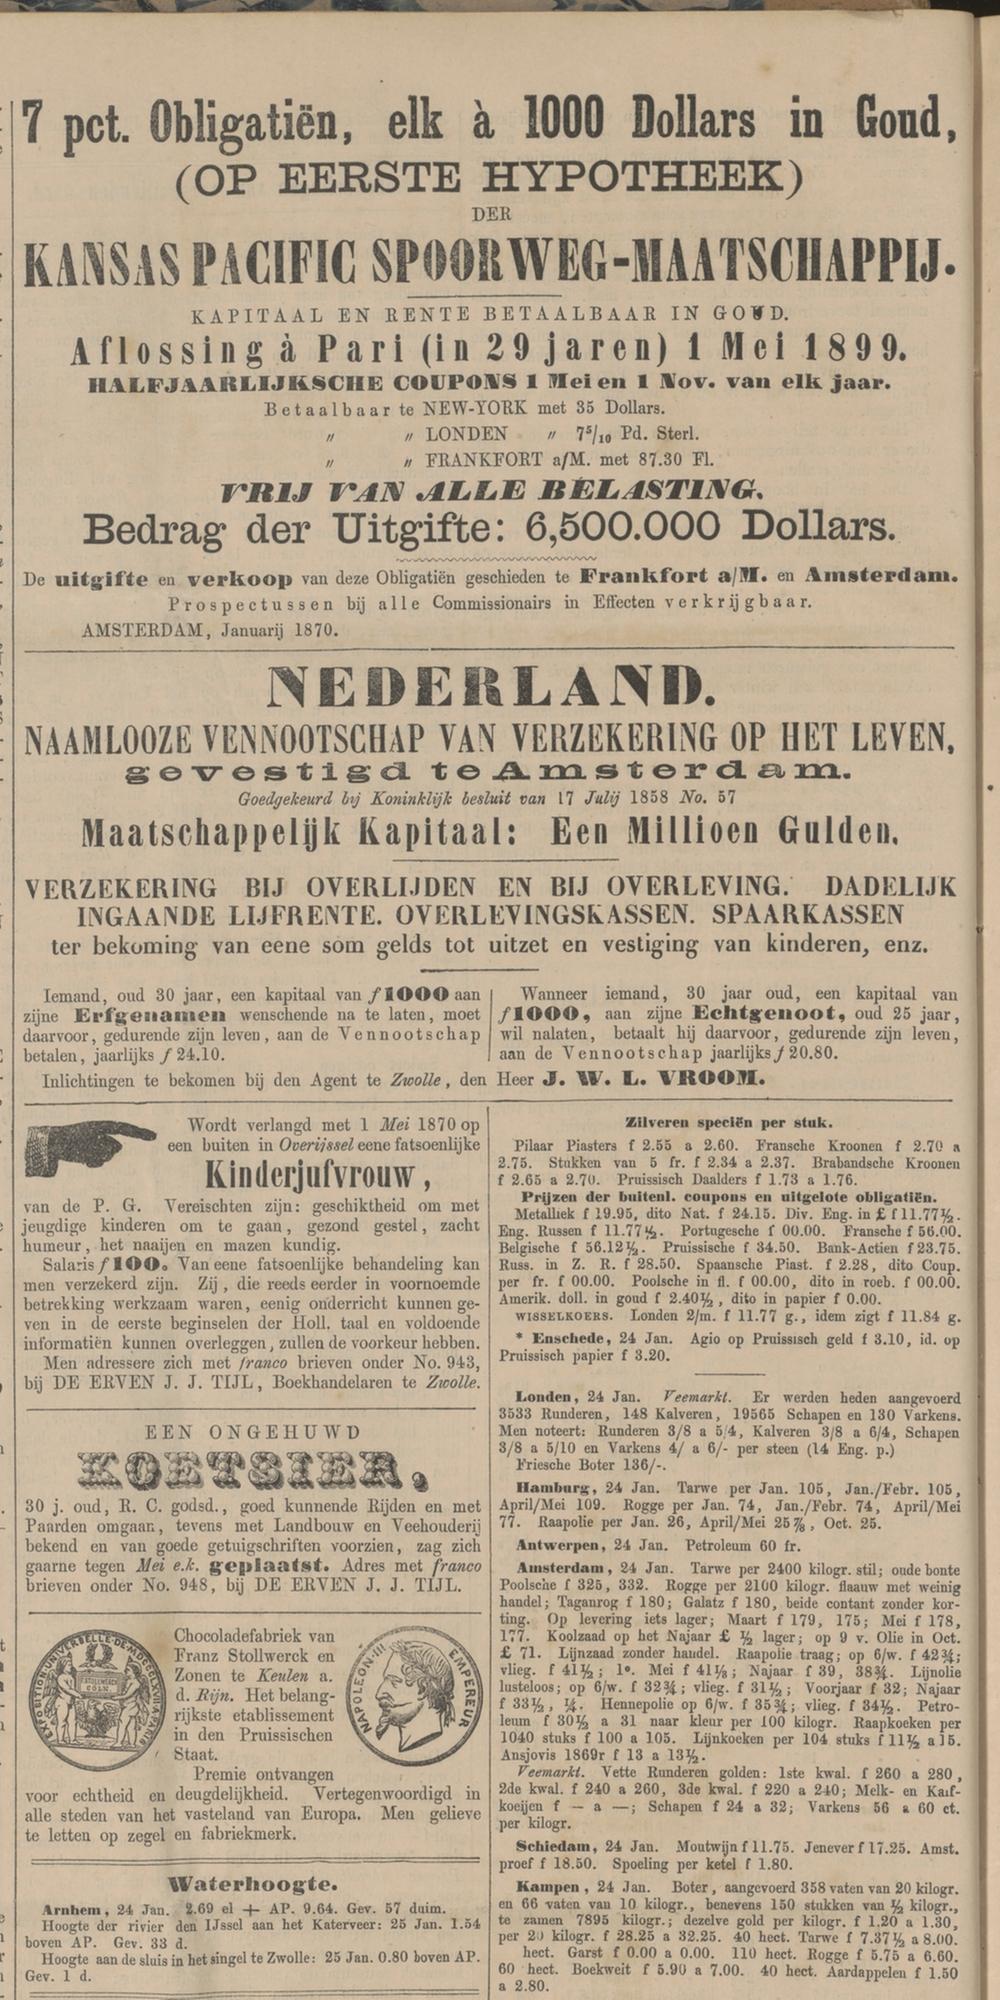 7 pct. Obligatiën, elk à 1000 Dollars in Goud,
(OP EERSTE HYPOTHEEK)
DER
KANSAS PACIFIC SPOORWEG-MAATSCHAPPIJ.
KAPITAAL EN RENTE BETAALBAAR IN GOUD.
Aflossing à Pari (in 29 jaren) 1 Mei 1899.
HALFJAARLIJKSCHE COUPONS 1 Mei en 1 Nov. van elk jaar.
Betaalbaar te NEW-YORK met 35 Dollars.
〃 〃 LONDEN 〃 7⁵/₁₀ Pd. Sterl.
〃 〃 FRANKFORT a/M. met 87.30 Fl.
VRIJ VAN ALLE BELASTING.
Bedrag der Uitgifte: 6,500.000 Dollars.
De uitgifte en verkoop van deze Obligatiën geschieden te Frankfort a/M. en Amsterdam.
Prospectussen bij alle Commissionairs in Effecten verkrijgbaar.
AMSTERDAM, Januarij 1870.
NEDERLAND.
NAAMLOOZE VENNOOTSCHAP VAN VERZEKERING OP HET LEVEN,
gevestigd te Amsterdam.
Goedgekeurd bij Koninklijk besluit van 17 Julij 1858 No. 57
Maatschappelijk Kapitaal: Een Millioen Gulden.
VERZEKERING BIJ OVERLIJDEN EN BIJ OVERLEVING. DADELIJK
INGAANDE LIJFRENTE. OVERLEVINGSKASSEN. SPAARKASSEN
ter bekoming van eene som gelds tot uitzet en vestiging van kinderen, enz.
Iemand, oud 30 jaar, een kapitaal van ƒ1000 aan
zijne Erfgenamen wenschende na te laten, moet
daarvoor, gedurende zijn leven, aan de Vennootschap
betalen, jaarlijks ƒ 24.10.
Wanneer iemand, 30 jaar oud, een kapitaal van
ƒ1000, aan zijne Echtgenoot, oud 25 jaar,
wil nalaten, betaalt hij daarvoor, gedurende zijn leven,
aan de Vennootschap jaarlijks ƒ 20.80.
Inlichtingen te bekomen bij den Agent te Zwolle, den Heer J. W. L. VROOM.
Wordt verlangd met 1 Mei 1870 op
een buiten in Overijssel eene fatsoenlijke
Kinderjufvrouw,
van de P. G. Vereischten zijn: geschiktheid om met
jeugdige kinderen om te gaan, gezond gestel, zacht
humeur, het naaijen en mazen kundig.
Salaris ƒ100. Van eene fatsoenlijke behandeling kan
men verzekerd zijn. Zij, die reeds eerder in voornoemde
betrekking werkzaam waren, eenig onderricht kunnen ge-
ven in de eerste beginselen der Holl. taal en voldoende
informatiën kunnen overleggen, zullen de voorkeur hebben.
Men adressere zich met franco brieven onder No. 943,
bij DE ERVEN J. J. TIJL, Boekhandelaren te Zwolle.
EEN ONGEHUWD
KOETSIER,
30 j. oud, R. C. godsd., goed kunnende Rijden en met
Paarden omgaan, tevens met Landbouw en Veehouderij
bekend en van goede getuigschriften voorzien, zag zich
gaarne tegen Mei e.k. geplaatst. Adres met franco
brieven onder No. 948, bij DE ERVEN J. J. TIJL.
NAPOLEON III EMPEREUR
Chocoladefabriek van
Franz Stollwerck en
Zonen te Keulen a.
d. Rijn. Het belang-
rijkste etablissement
in den Pruissischen
Staat.
Premie ontvangen
voor echtheid en deugdelijkheid. Vertegenwoordigd in
alle steden van het vasteland van Europa. Men gelieve
te letten op zegel en fabriekmerk.
Waterhoogte.
Arnhem, 24 Jan. 2.69 el + AP. 9.64. Gev. 57 duim.
Hoogte der rivier den IJssel aan het Katerveer: 25 Jan. 1.54
boven AP. Gev. 33 d.
Hoogte aan de sluis in het singel te Zwolle: 25 Jan. 0.80 boven AP.
Gev. 1 d.
Zilveren speciën per stuk.
Pilaar Piasters f 2.55 a 2.60. Fransche Kroonen f 2.70 a
2.75. Stukken van 5 fr. f 2.34 a 2.37. Brabandsche Kroonen
f 2.65 a 2.70. Pruissisch Daalders f 1.73 a 1.76.
Prijzen der buitenl. coupons en uitgelote obligatiën.
Metalliek f 19.95, dito Nat. f 24.15. Div. Eng. in £ f 11.77½.
Eng. Russen f 11.77½. Portugesche f 00.00. Fransche f 56.00.
Belgische f 56.12½. Pruissische f 34.50. Bank-Actien f 23.75.
Russ. in Z. R. f 28.50. Spaansche Piast. f 2.28, dito Coup.
per fr. f 00.00. Poolsche in fl. f 00.00, dito in roeb. f 00.00.
Amerik. doll. in goud f 2.40½, dito in papier f 0.00.
WISSELKOERS. Londen 2/m. f 11.77 g., idem zigt f 11.84 g.
* Enschede, 24 Jan. Agio op Pruissisch geld f 3.10, id. op
Pruissisch papier f 3.20.
Londen, 24 Jan. Veemarkt. Er werden heden aangevoerd
3533 Runderen, 148 Kalveren, 19565 Schapen en 130 Varkens.
Men noteert: Runderen 3/8 a 5/4, Kalveren 3/8 a 6/4, Schapen
3/8 a 5/10 en Varkens 4/ a 6/- per steen (14 Eng. p.)
Friesche Boter 136/-.
Hamburg, 24 Jan. Tarwe per Jan. 105, Jan./Febr. 105,
April/Mei 109. Rogge per Jan. 74, Jan./Febr. 74, April/Mei
77. Raapolie per Jan. 26, April/Mei 25⅞, Oct. 25.
Antwerpen, 24 Jan. Petroleum 60 fr.
Amsterdam, 24 Jan. Tarwe per 2400 kilogr. stil; oude bonte
Poolsche f 325, 332. Rogge per 2100 kilogr. flaauw met weinig
handel; Taganrog f 180; Galatz f 180, beide contant zonder kor-
ting. Op levering iets lager; Maart f 179, 175; Mei f 178,
177. Koolzaad op het Najaar £ ½ lager; op 9 v. Olie in Oct.
£ 71. Lijnzaad zonder handel. Raapolie traag; op 6/w. f 42¾;
vlieg. f 41½; 1°. Mei f 41⅛; Najaar f 39, 38¾. Lijnolie
lusteloos; op 6/w. f 32¾; vlieg. f 31½; Voorjaar f 32; Najaar
f 33½, ¼. Hennepolie op 6/w. f 35¾; vlieg. f 34½. Petro-
leum f 30½ a 31 naar kleur per 100 kilogr. Raapkoeken per
1040 stuks f 100 a 105. Lijnkoeken per 104 stuks f 11½ a 15.
Ansjovis 1869r f 13 a 13½.
Veemarkt. Vette Runderen golden: 1ste kwal. f 260 a 280,
2de kwal. f 240 a 260, 3de kwal. f 220 a 240; Melk- en Kalf-
koeijen f — a —; Schapen f 24 a 32; Varkens 56 a 60 ct.
per kilogr.
Schiedam, 24 Jan. Moutwijn f 11.75. Jenever f 17.25. Amst.
proef f 18.50. Spoeling per ketel f 1.80.
Kampen, 24 Jan. Boter, aangevoerd 358 vaten van 20 kilogr.
en 66 vaten van 10 kilogr., benevens 150 stukken van ½ kilogr.,
te zamen 7895 kilogr.; dezelve gold per kilogr. f 1.20 a 1.30,
per 20 kilogr. f 28.25 a 32.25. 40 hect. Tarwe f 7.37½ a 8.00.
hect. Garst f 0.00 a 0.00. 110 hect. Rogge f 5.75 a 6.60.
60 hect. Boekweit f 5.90 a 7.00. 40 hect. Aardappelen f 1.50
a 2.80.